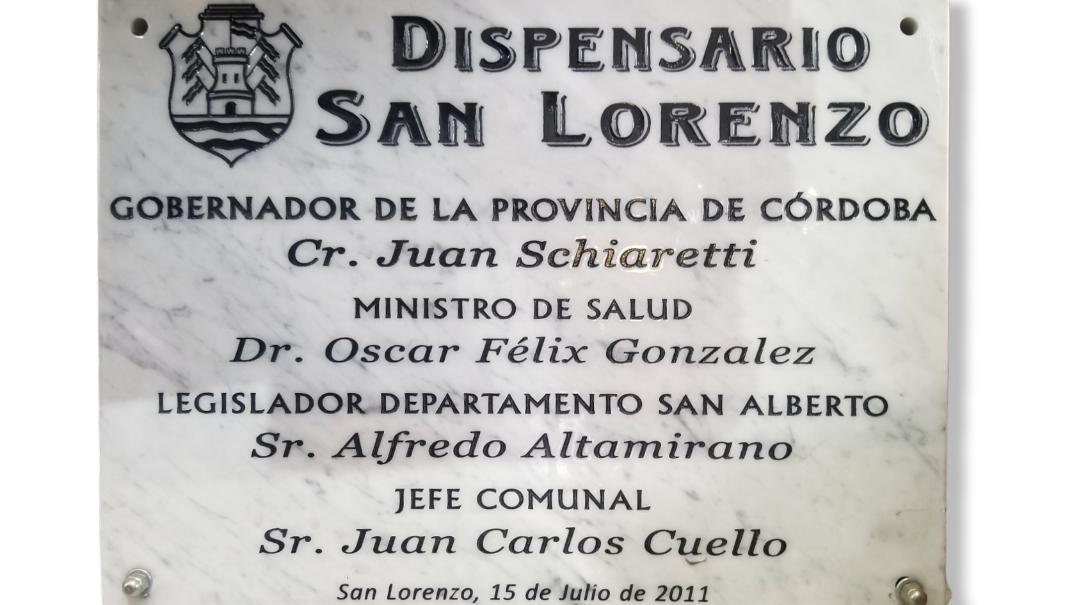 DISPENSARIO
SAN LORENZO
GOBERNADOR DE LA PROVINCIA DE CÓRDOBA
Cr. Juan Schiaretti
MINISTRO DE SALUD
Dr. Oscar Félix Gonzalez
LEGISLADOR DEPARTAMENTO SAN ALBERTO
Sr. Alfredo Altamirano
JEFE COMUNAL
Sr. Juan Carlos Cuello
San Lorenzo, 15 de Julio de 2011